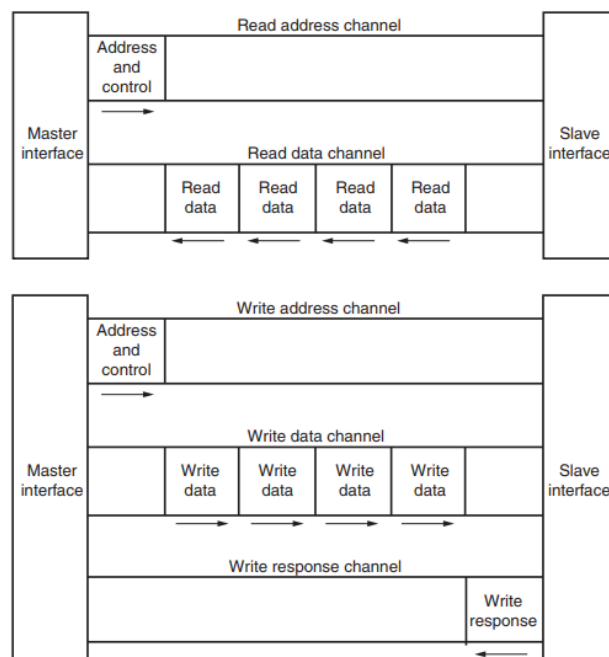 Read address channel
Address
and
control
Master
interface
Slave
interface
Read data channel
Read
data
Read
data
Read
data
Read
data
Write address channel
Address
and
control
Write data channel
Master
interface
Write
data
Write
data
Write
data
Write
data
Slave
interface
Write response channel
Write
response